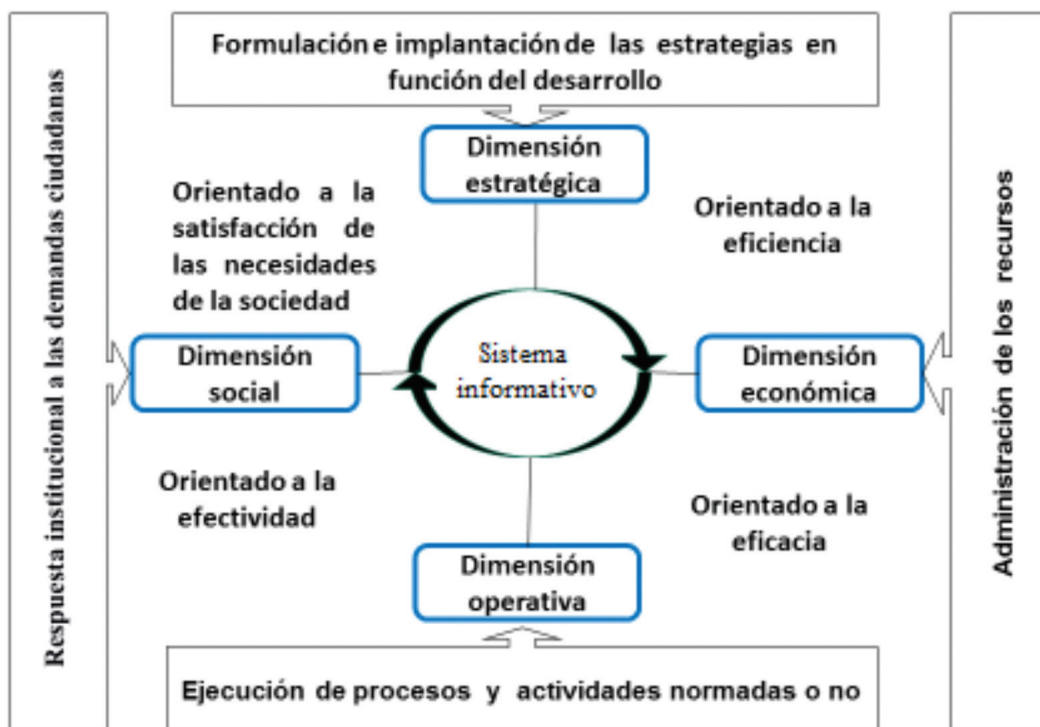 Formulación e implantación de las estrategias en
función del desarrollo
Dimensión
estratégica
Orientado a la
satisfacción de
las necesidades
de la sociedad
Orientado a la
eficiencia
Respuesta institucional a las demandas ciudadanas
Dimensión
social
Sistema
informativo
Dimensión
económica
Administración de los recursos
Orientado a la
efectividad
Orientado a la
eficacia
Dimensión
operativa
Ejecución de procesos y actividades normadas o no